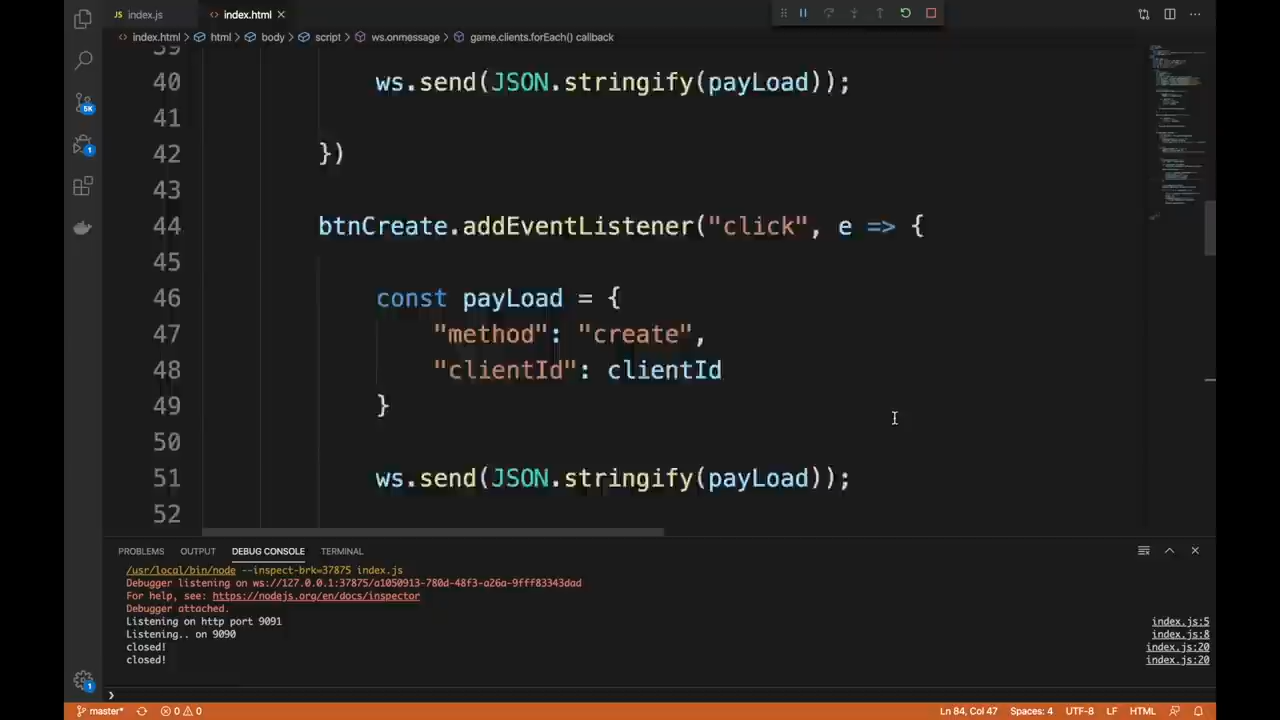 index.js
index.html
index.html html body script ws.onmessage game.clients.forEach() callback
39
40 ws.send(JSON.stringify(payLoad));
41
42 })
43
44 btnCreate.addEventListener("click", e => {
45
46 const payLoad = {
47 "method": "create",
48 "clientId": clientId
49 }
50
51 ws.send(JSON.stringify(payLoad));
52
5K
1
PROBLEMS OUTPUT DEBUG CONSOLE TERMINAL
/usr/local/bin/node --inspect-brk=37875 index.js
Debugger listening on ws://127.0.0.1:37875/a1050913-780d-48f3-a26a-9fff83343dad
For help, see: https://nodejs.org/en/docs/inspector
Debugger attached.
Listening on http port 9091 index.js:5
Listening.. on 9090 index.js:8
closed! index.js:20
closed! index.js:20
1
master* 0 0 Ln 84, Col 47 Spaces: 4 UTF-8 LF HTML